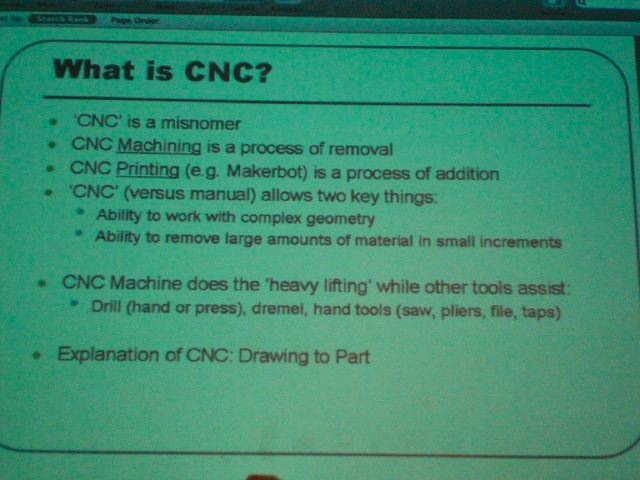 Search Rank Page Order
What is CNC?
'CNC' is a misnomer
CNC Machining is a process of removal
CNC Printing (e.g. Makerbot) is a process of addition
'CNC' (versus manual) allows two key things:
Ability to work with complex geometry
Ability to remove large amounts of material in small increments
CNC Machine does the 'heavy lifting' while other tools assist:
Drill (hand or press), dremel, hand tools (saw, pliers, file, taps)
Explanation of CNC: Drawing to Part